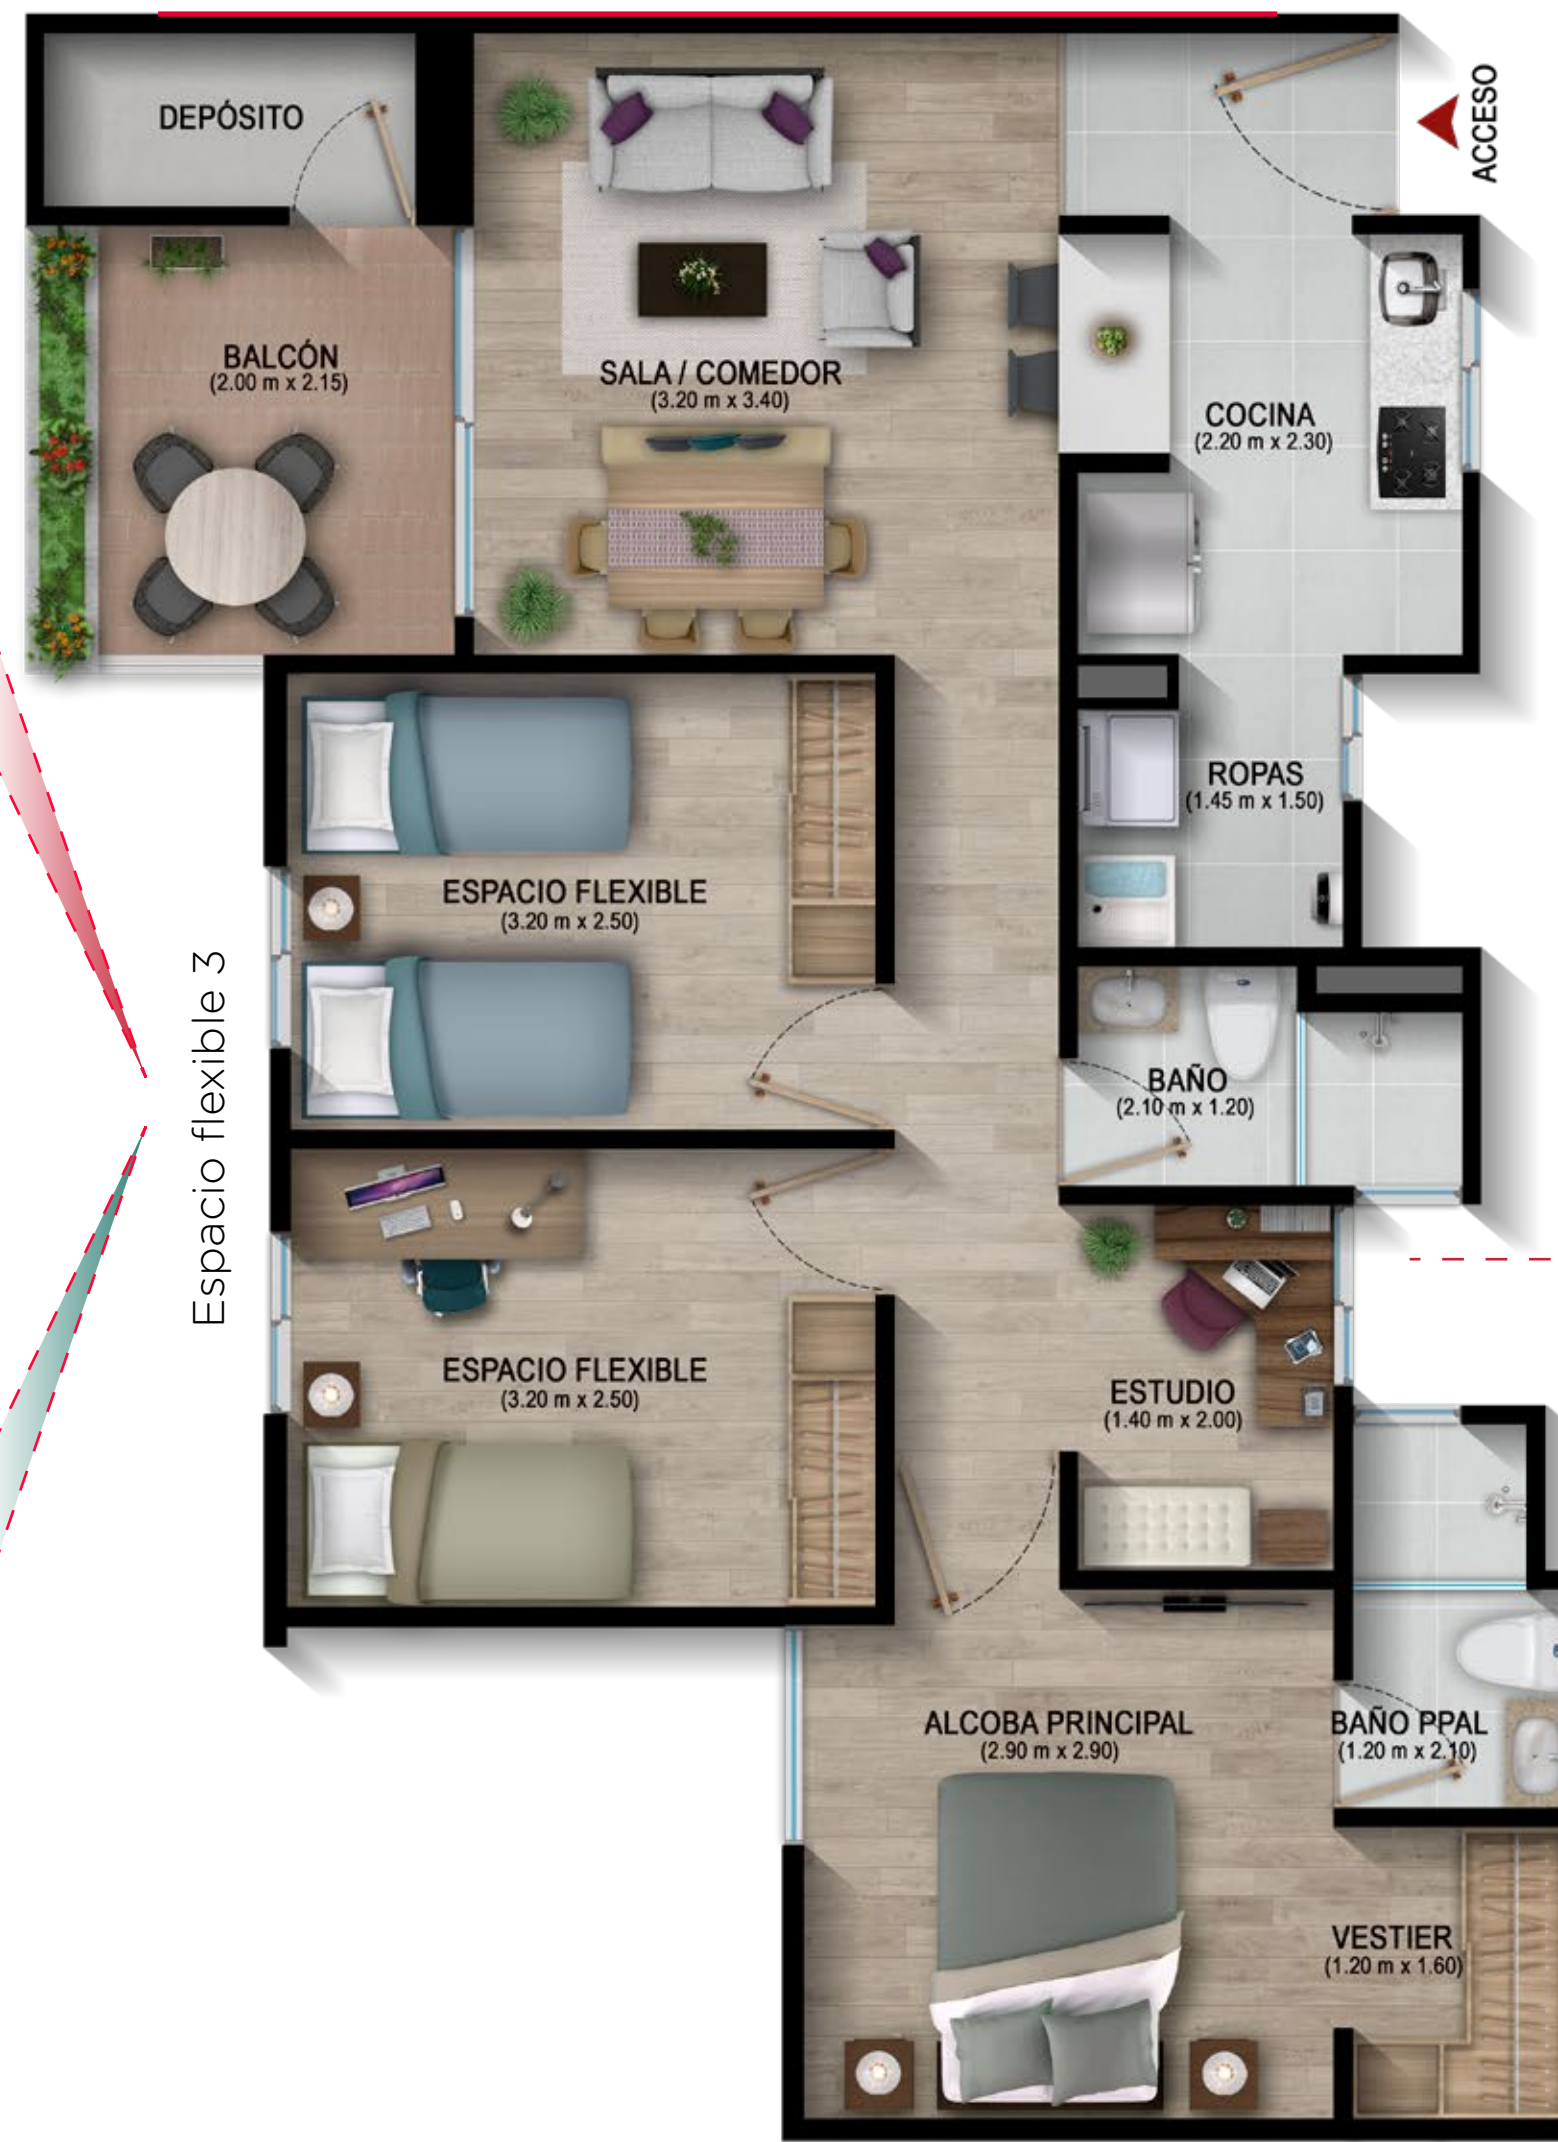 DEPÓSITO
ACCESO
BALCÓN
(2.00 m x 2.15)
SALA / COMEDOR
(3.20 m x 3.40)
COCINA
(2.20 m x 2.30)
ROPAS
(1.45 m x 1.50)
ESPACIO FLEXIBLE
(3.20 m x 2.50)
Espacio flexible 3
BAÑO
(2.10 m x 1.20)
ESPACIO FLEXIBLE
(3.20 m x 2.50)
ESTUDIO
(1.40 m x 2.00)
ALCOBA PRINCIPAL
(2.90 m x 2.90)
BAÑO PPAL
(1.20 m x 2.10)
VESTIER
(1.20 m x 1.60)